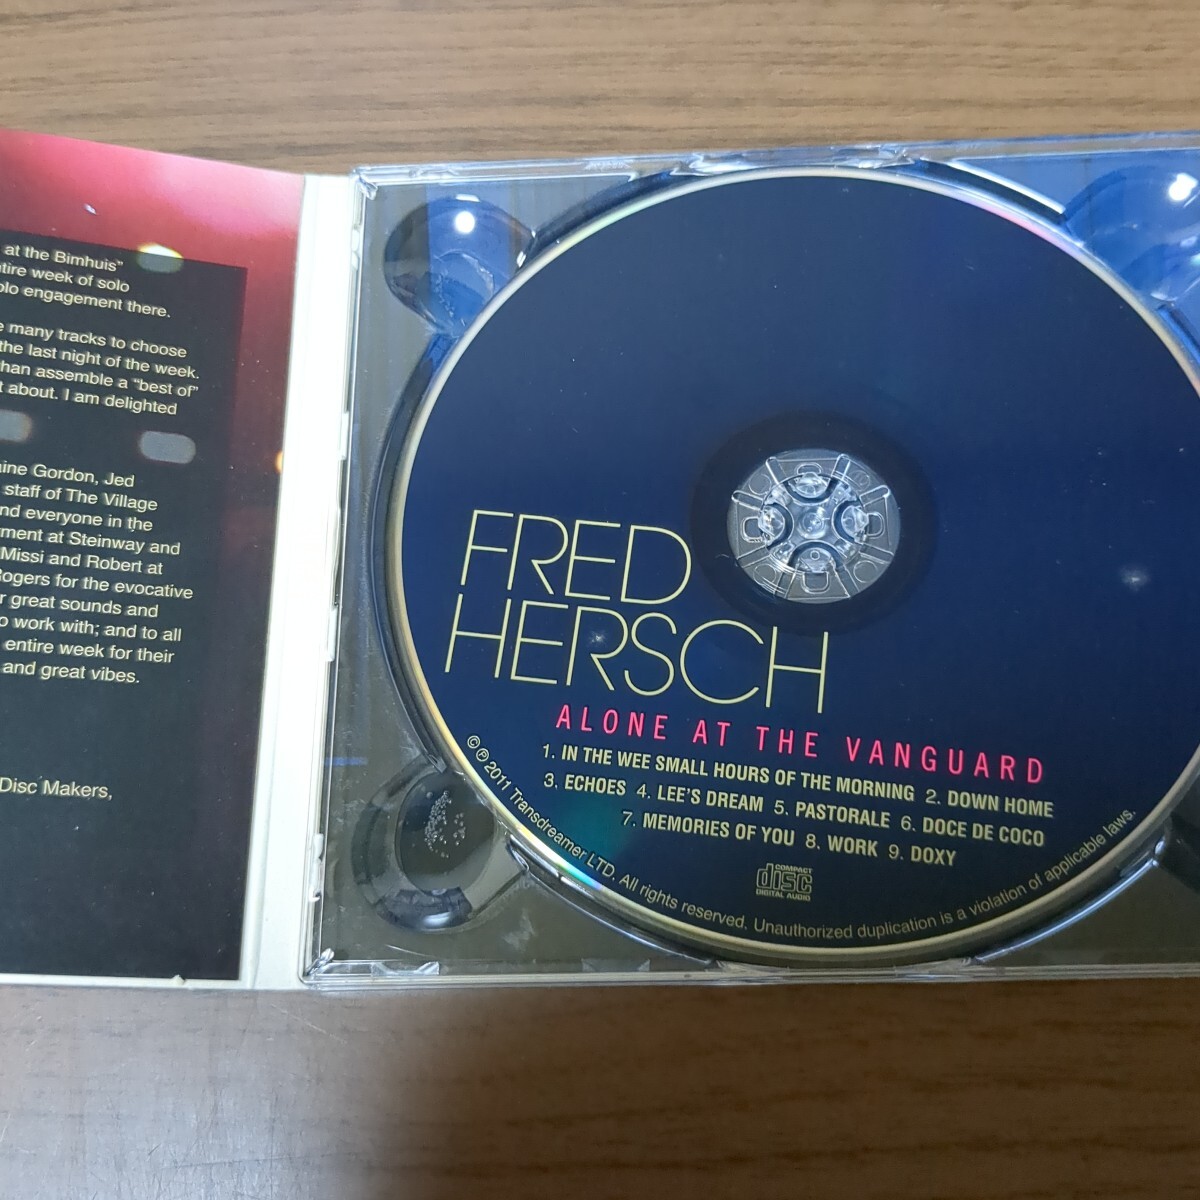 at the Bimhuis"
week of solo
solo engagement there.
many tracks to choose
the last night of the week.
than assemble a "best of"
about. I am delighted
Gordon, Jed
staff of The Village
and everyone in the
at Steinway and
Missi and Robert at
Rogers for the evocative
great sounds and
to work with; and to all
entire week for their
and great vibes.
Disc Makers,
FRED
HERSCH
ALONE AT THE VANGUARD
1. IN THE WEE SMALL HOURS OF THE MORNING 2. DOWN HOME
3. ECHOES 4. LEE'S DREAM 5. PASTORALE 6. DOCE DE COCO
7. MEMORIES OF YOU 8. WORK 9. DOXY
COMPACT
disc
DIGITAL AUDIO
©℗ 2011 Transdreamer LTD. All rights reserved. Unauthorized duplication is a violation of applicable laws.